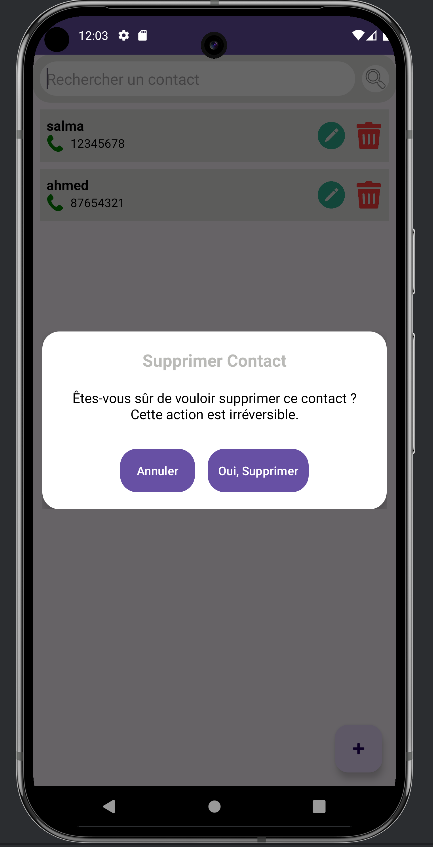 12:03
Rechercher un contact
salma
12345678
ahmed
87654321
Supprimer Contact
Êtes-vous sûr de vouloir supprimer ce contact ?
Cette action est irréversible.
Annuler
Oui, Supprimer
+